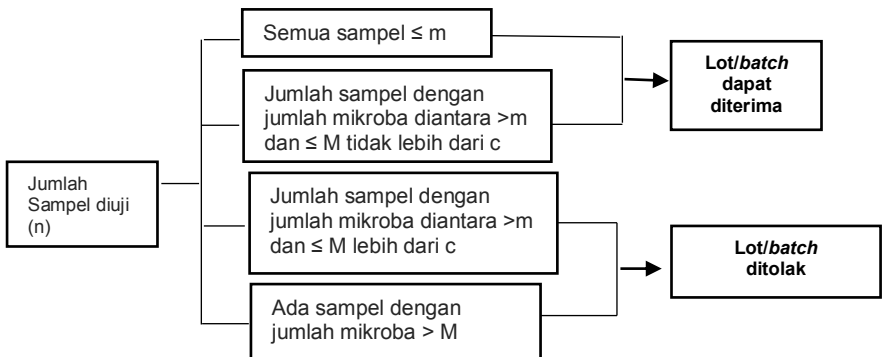 Jumlah
Sampel diuji
(n)
Semua sampel ≤ m
Jumlah sampel dengan
jumlah mikroba diantara >m
dan ≤ M tidak lebih dari c
Jumlah sampel dengan
jumlah mikroba diantara >m
dan ≤ M lebih dari c
Ada sampel dengan
jumlah mikroba > M
Lot/batch
dapat
diterima
Lot/batch
ditolak